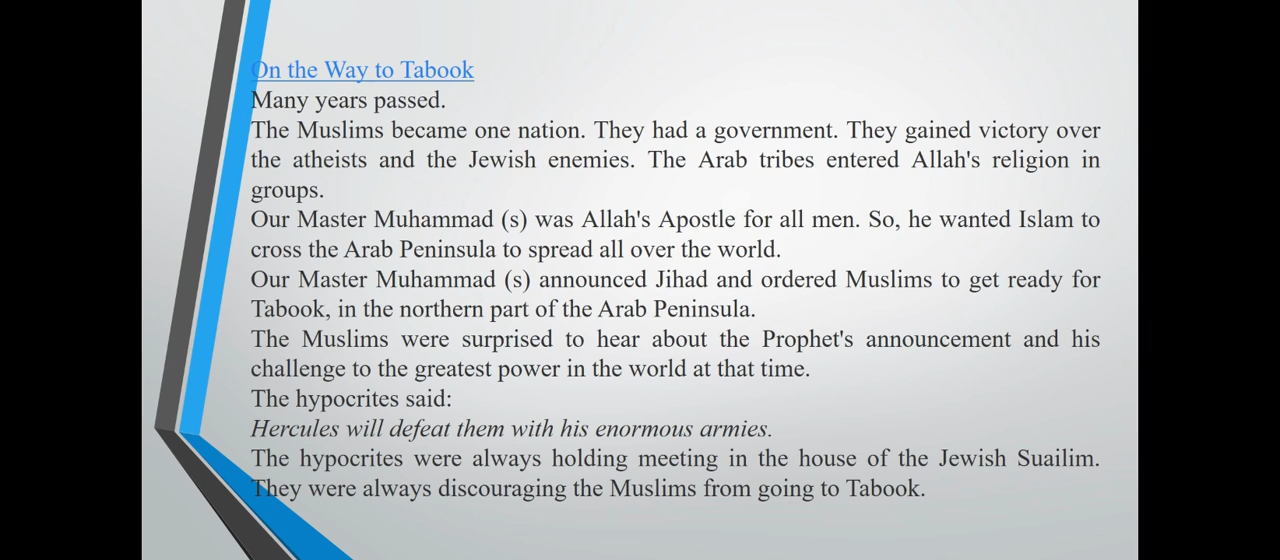 On the Way to Tabook
Many years passed.
The Muslims became one nation. They had a government. They gained victory over
the atheists and the Jewish enemies. The Arab tribes entered Allah's religion in
groups.
Our Master Muhammad (s) was Allah's Apostle for all men. So, he wanted Islam to
cross the Arab Peninsula to spread all over the world.
Our Master Muhammad (s) announced Jihad and ordered Muslims to get ready for
Tabook, in the northern part of the Arab Peninsula.
The Muslims were surprised to hear about the Prophet's announcement and his
challenge to the greatest power in the world at that time.
The hypocrites said:
Hercules will defeat them with his enormous armies.
The hypocrites were always holding meeting in the house of the Jewish Suailim.
They were always discouraging the Muslims from going to Tabook.